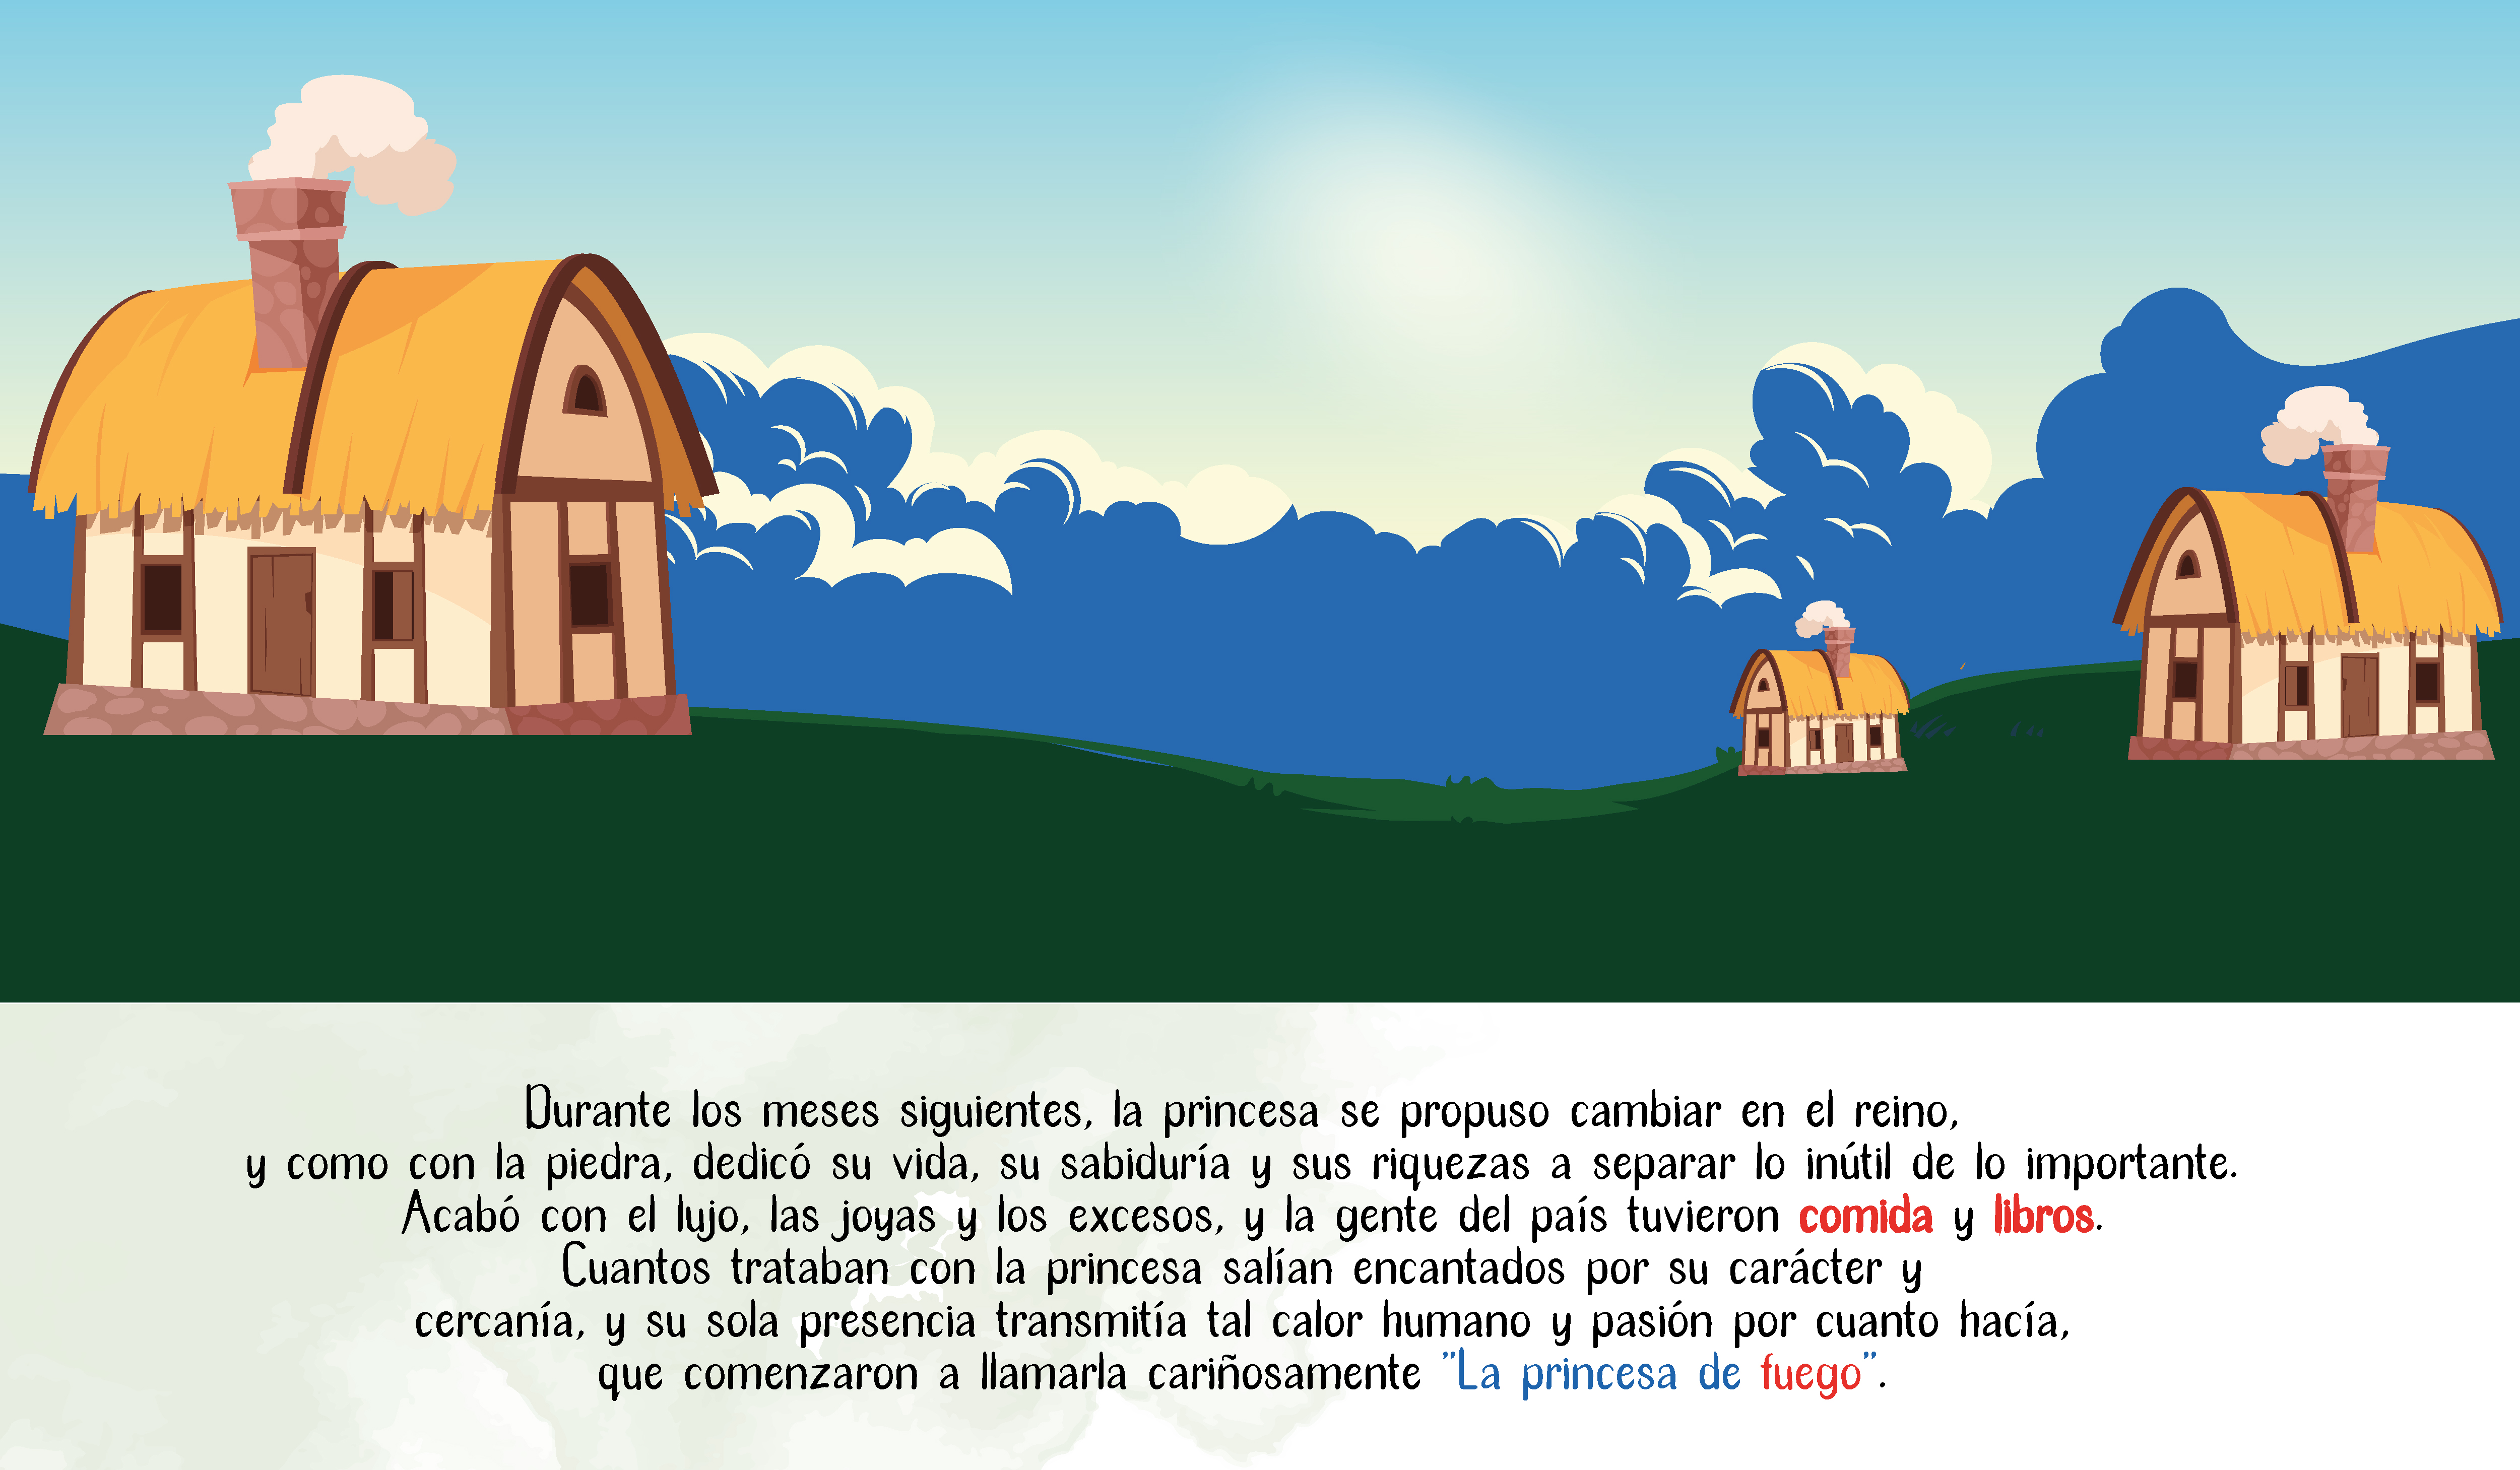 Durante los meses siguientes, la princesa se propuso cambiar en el reino,
y como con la piedra, dedicó su vida, su sabiduría y sus riquezas a separar lo inútil de lo importante.
Acabó con el lujo, las joyas y los excesos, y la gente del país tuvieron comida y libros.
Cuantos trataban con la princesa salían encantados por su carácter y
cercanía, y su sola presencia transmitía tal calor humano y pasión por cuanto hacía,
que comenzaron a llamarla cariñosamente "La princesa de fuego".